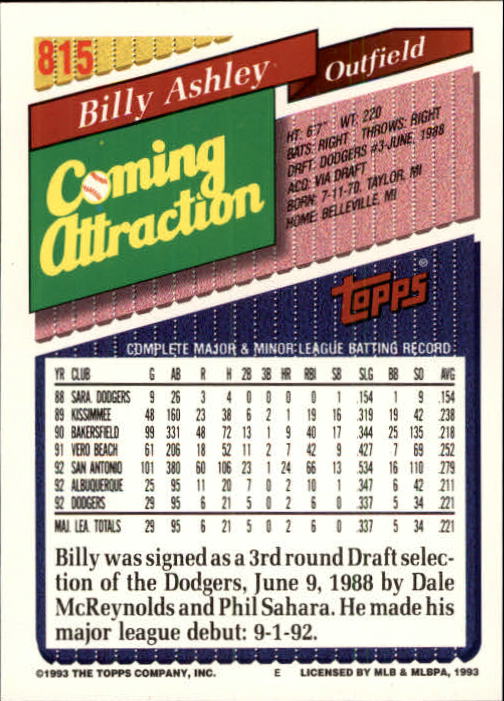 815
Billy Ashley
Outfield
Coming
Attraction
HT: 6'7" WT: 220
BATS: RIGHT THROWS: RIGHT
DRFT: DODGERS #3-JUNE, 1988
ACQ: VIA DRAFT
BORN: 7-11-70, TAYLOR, MI
HOME: BELLEVILLE, MI
TOPPS®
COMPLETE MAJOR & MINOR LEAGUE BATTING RECORD
YR CLUB G AB R H 2B 3B HR RBI SB SLG BB SO AVG
88 SARA. DODGERS 9 26 3 4 0 0 0 0 1 .154 1 9 .154
89 KISSIMMEE 48 160 23 38 6 2 1 19 16 .319 19 42 .238
90 BAKERSFIELD 99 331 48 72 13 1 9 40 17 .344 25 135 .218
91 VERO BEACH 61 206 18 52 11 2 7 42 9 .427 7 69 .252
92 SAN ANTONIO 101 380 60 106 23 1 24 66 13 .534 16 110 .279
92 ALBUQUERQUE 25 95 11 20 7 0 2 10 1 .347 6 42 .211
92 DODGERS 29 95 6 21 5 0 2 6 0 .337 5 34 .221
MAJ. LEA. TOTALS 29 95 6 21 5 0 2 6 0 .337 5 34 .221
Billy was signed as a 3rd round Draft selec-
tion of the Dodgers, June 9, 1988 by Dale
McReynolds and Phil Sahara. He made his
major league debut: 9-1-92.
©1993 THE TOPPS COMPANY, INC. E LICENSED BY MLB & MLBPA, 1993